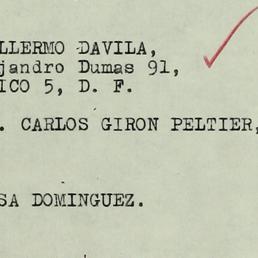 LLERMO DAVILA,
jandro Dumas 91,
ICO 5, D. F.
. CARLOS GIRON PELTIER,
SA DOMINGUEZ.